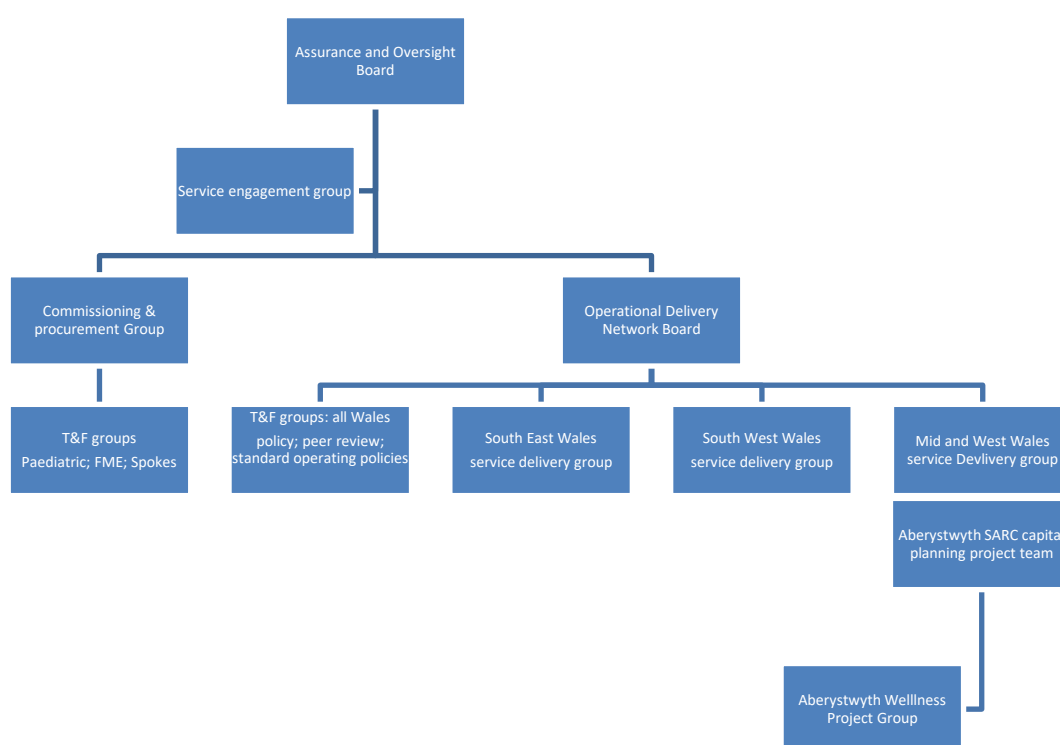 Assurance and Oversight
Board
Service engagement group
Commissioning &
procurement Group
Operational Delivery
Network Board
T&F groups
Paediatric; FME; Spokes
T&F groups: all Wales
policy; peer review;
standard operating policies
South East Wales
service delivery group
South West Wales
service delivery group
Mid and West Wales
service Devlivery group
Aberystwyth SARC capita
planning project team
Aberystwyth Welllness
Project Group